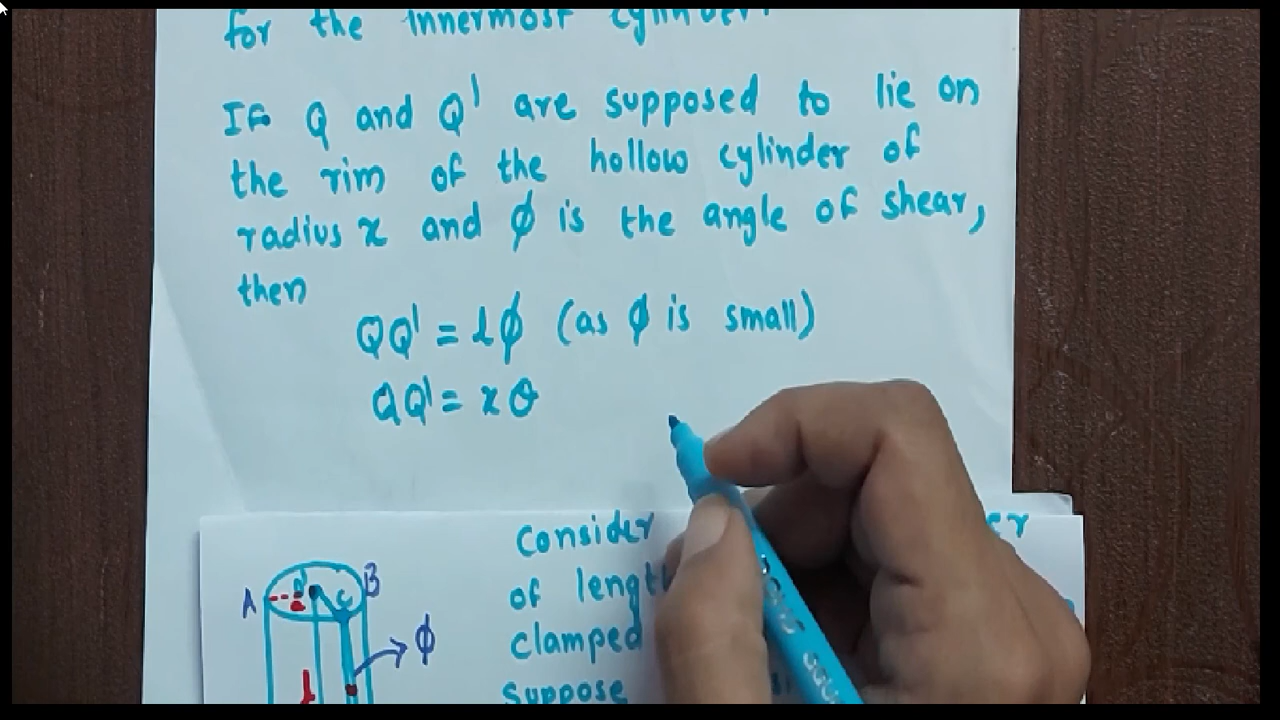 for the innermost cylinder.
If Q and Q' are supposed to lie on
the rim of the hollow cylinder of
radius x and ϕ is the angle of shear,
then
QQ' = lϕ (as ϕ is small)
QQ' = xθ
Consider
of length
clamped
suppose
A
B
C
ϕ
l